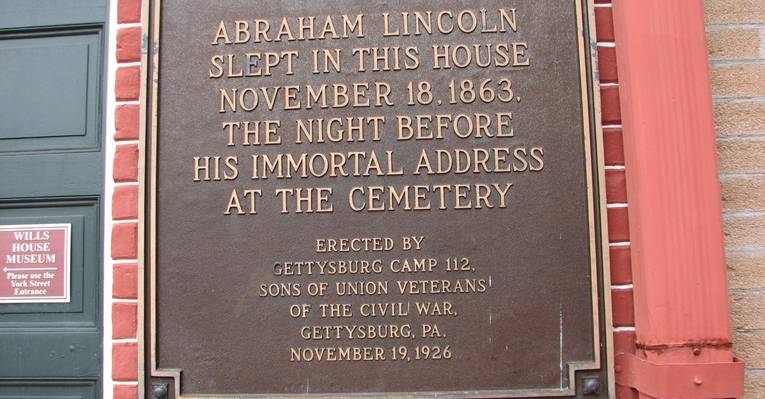 ABRAHAM LINCOLN
SLEPT IN THIS HOUSE
NOVEMBER 18, 1863,
THE NIGHT BEFORE
HIS IMMORTAL ADDRESS
AT THE CEMETERY
ERECTED BY
GETTYSBURG CAMP 112,
SONS OF UNION VETERANS
OF THE CIVIL WAR,
GETTYSBURG, PA.
NOVEMBER 19, 1926
WILLS
HOUSE
MUSEUM
Please use the
York Street
Entrance